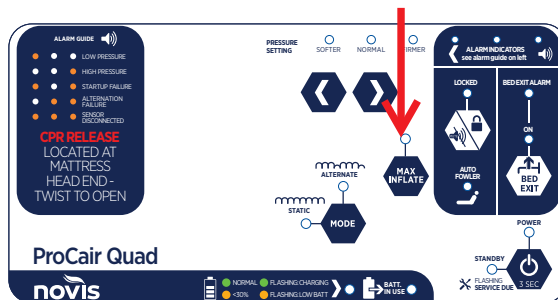 ALARM GUIDE
LOW PRESSURE
HIGH PRESSURE
STARTUP FAILURE
ALTERNATION
FAILURE
SENSOR
DISCONNECTED
CPR RELEASE
LOCATED AT
MATTRESS
HEAD END -
TWIST TO OPEN
ProCair Quad
novis
PRESSURE
SETTING
SOFTER
NORMAL
FIRMER
ALTERNATE
STATIC
MODE
MAX
INFLATE
ALARM INDICATORS
see alarm guide on left
LOCKED
AUTO
FOWLER
BED EXIT ALARM
ON
BED
EXIT
POWER
STANDBY
FLASHING
SERVICE DUE
3 SEC
NORMAL
FLASHING: CHARGING
<30%
FLASHING: LOW BATT
BATT.
IN USE